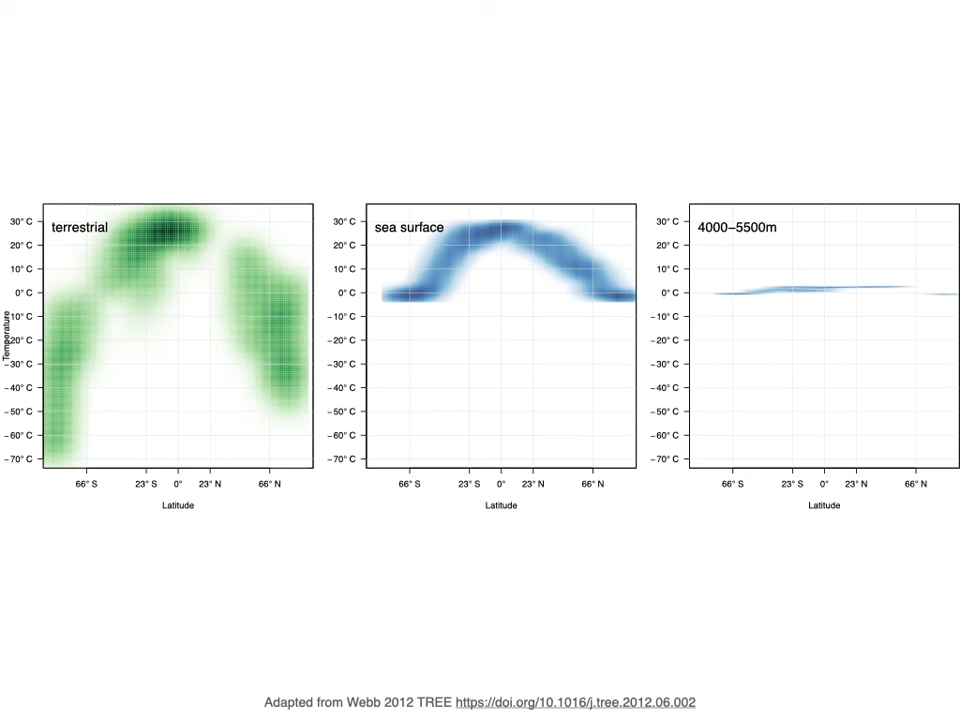 terrestrial
30° C
20° C
10° C
0° C
−10° C
−20° C
−30° C
−40° C
−50° C
−60° C
−70° C
Temperature
66° S
23° S
0°
23° N
66° N
Latitude
sea surface
30° C
20° C
10° C
0° C
−10° C
−20° C
−30° C
−40° C
−50° C
−60° C
−70° C
66° S
23° S
0°
23° N
66° N
Latitude
4000−5500m
30° C
20° C
10° C
0° C
−10° C
−20° C
−30° C
−40° C
−50° C
−60° C
−70° C
66° S
23° S
0°
23° N
66° N
Latitude
Adapted from Webb 2012 TREE https://doi.org/10.1016/j.tree.2012.06.002